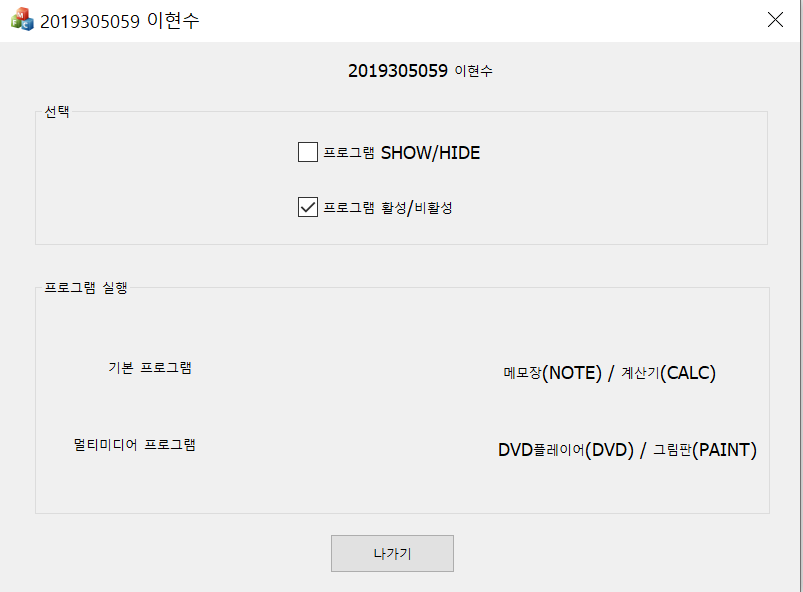 2019305059 이현수
2019305059 이현수
선택
프로그램 SHOW/HIDE
프로그램 활성/비활성
프로그램 실행
기본 프로그램
메모장(NOTE) / 계산기(CALC)
멀티미디어 프로그램
DVD플레이어(DVD) / 그림판(PAINT)
나가기